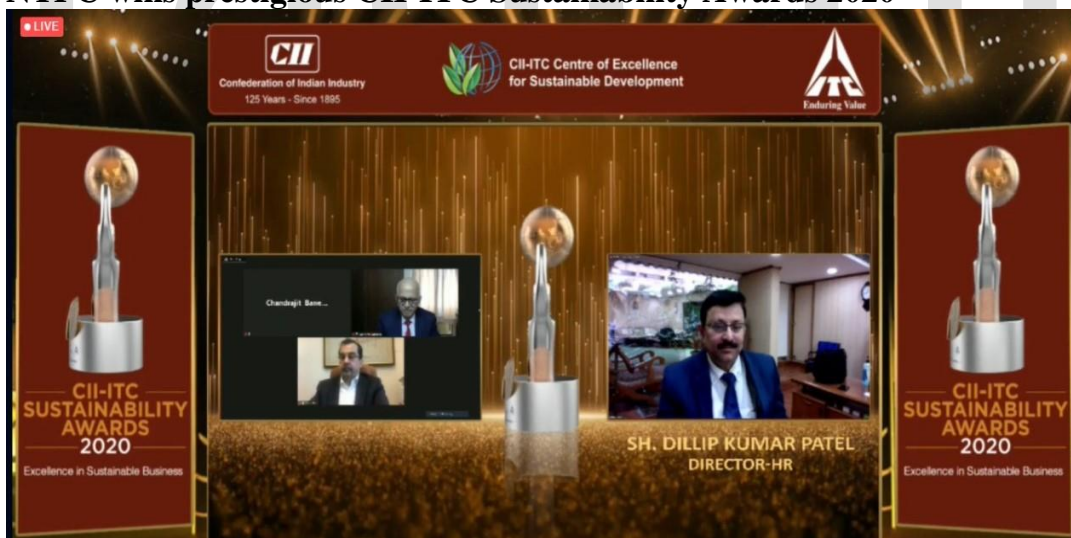 NTPC wins prestigious CII-ITC Sustainability Awards 2020
LIVE
CII
Confederation of Indian Industry
125 Years - Since 1895
CII-ITC Centre of Excellence
for Sustainable Development
ITC
Enduring Value
Chandrajit Bane...
SH. DILLIP KUMAR PATEL
DIRECTOR-HR
CII-ITC
SUSTAINABILITY
AWARDS
2020
Excellence in Sustainable Business
CII-ITC
SUSTAINABILITY
AWARDS
2020
Excellence in Sustainable Business